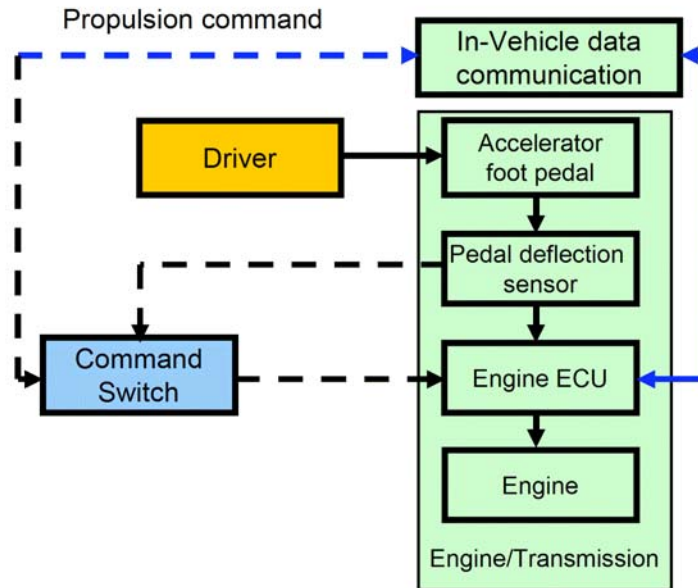 Propulsion command
In-Vehicle data
communication
Driver
Accelerator
foot pedal
Pedal deflection
sensor
Command
Switch
Engine ECU
Engine
Engine/Transmission